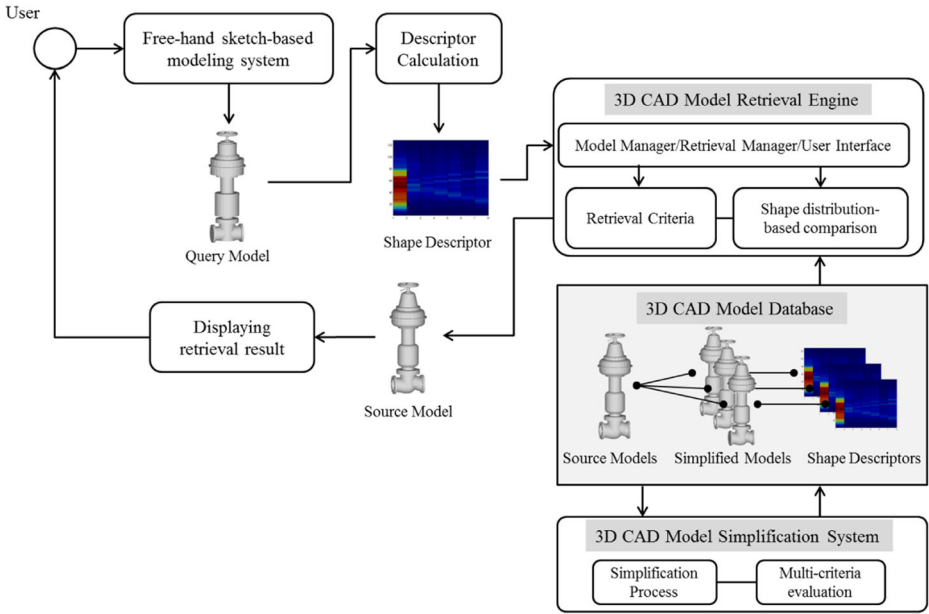 User
Free-hand sketch-based
modeling system
Descriptor
Calculation
Query Model
Shape Descriptor
3D CAD Model Retrieval Engine
Model Manager/Retrieval Manager/User Interface
Retrieval Criteria
Shape distribution-
based comparison
Displaying
retrieval result
Source Model
3D CAD Model Database
Source Models
Simplified Models
Shape Descriptors
3D CAD Model Simplification System
Simplification
Process
Multi-criteria
evaluation